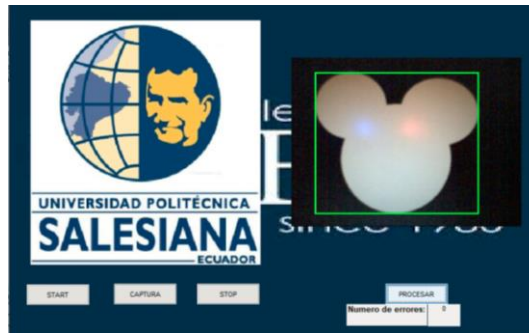 UNIVERSIDAD POLITÉCNICA
SALESIANA
ECUADOR
START
CAPTURA
STOP
PROCESAR
Numero de errores: 0